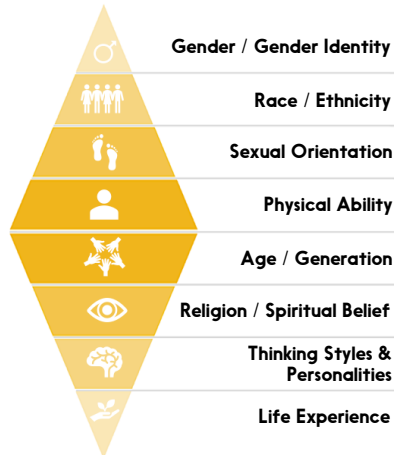 Gender / Gender Identity
Race / Ethnicity
Sexual Orientation
Physical Ability
Age / Generation
Religion / Spiritual Belief
Thinking Styles &
Personalities
Life Experience